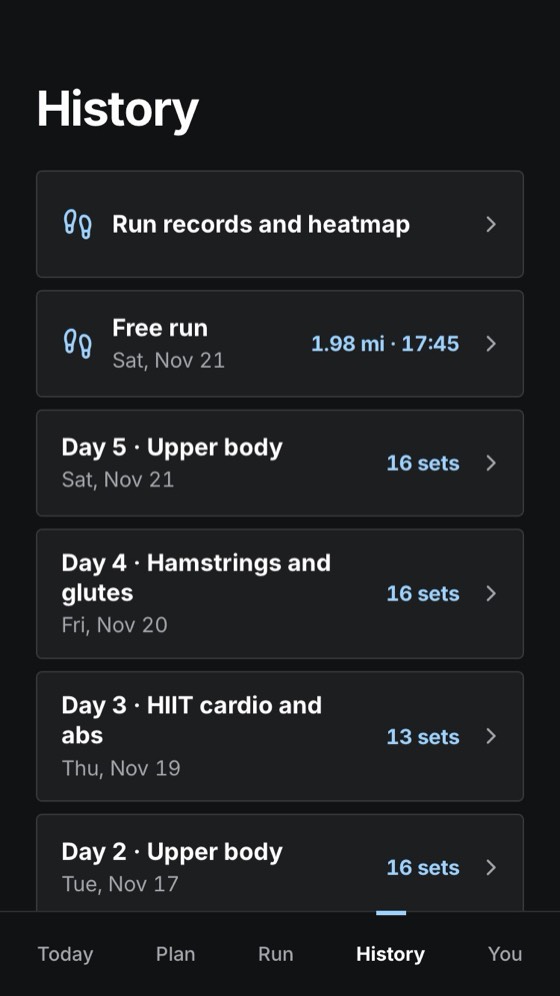 History
Run records and heatmap
Free run
Sat, Nov 21
1.98 mi · 17:45
Day 5 · Upper body
Sat, Nov 21
16 sets
Day 4 · Hamstrings and
glutes
Fri, Nov 20
16 sets
Day 3 · HIIT cardio and
abs
Thu, Nov 19
13 sets
Day 2 · Upper body
Tue, Nov 17
16 sets
Today Plan Run History You